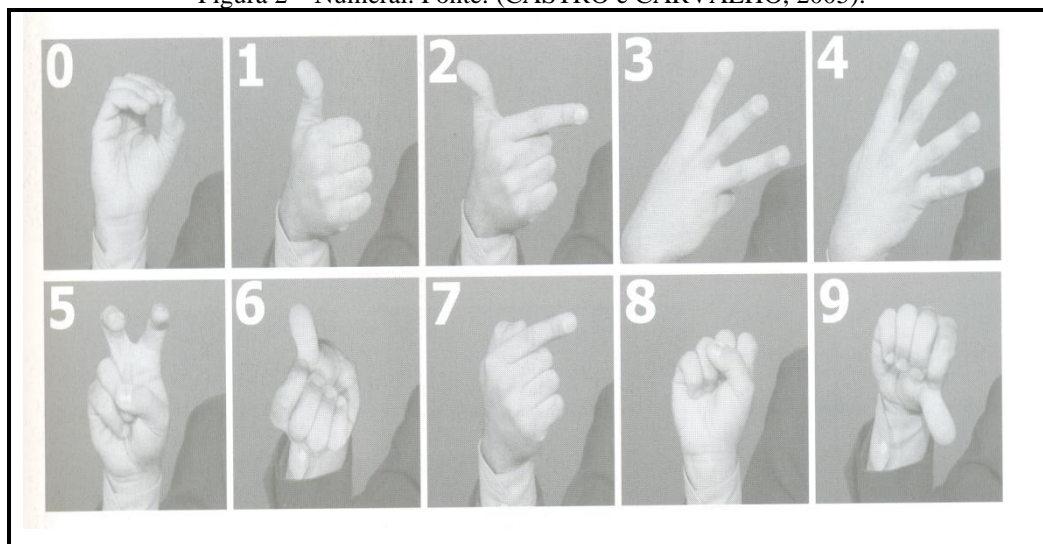 Figura 2 – Numeral. Fonte: (CASTRO e CARVALHO, 2005).
0 1 2 3 4
5 6 7 8 9